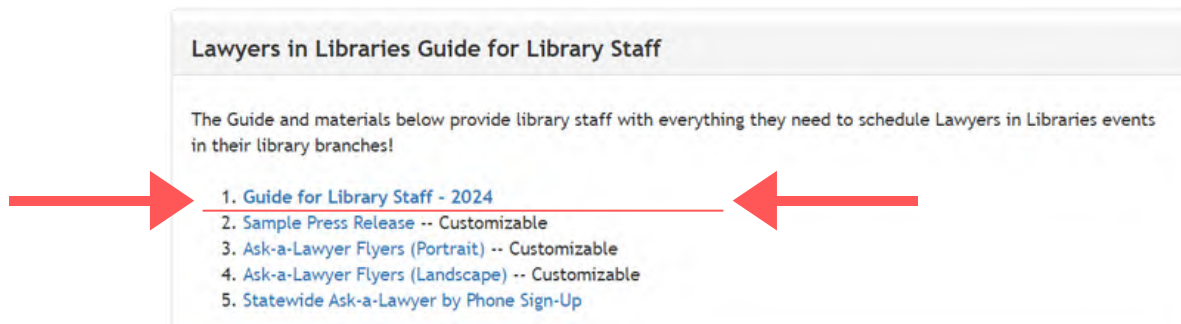 Lawyers in Libraries Guide for Library Staff
The Guide and materials below provide library staff with everything they need to schedule Lawyers in Libraries events
in their library branches!
1. Guide for Library Staff - 2024
2. Sample Press Release -- Customizable
3. Ask-a-Lawyer Flyers (Portrait) -- Customizable
4. Ask-a-Lawyer Flyers (Landscape) -- Customizable
5. Statewide Ask-a-Lawyer by Phone Sign-Up